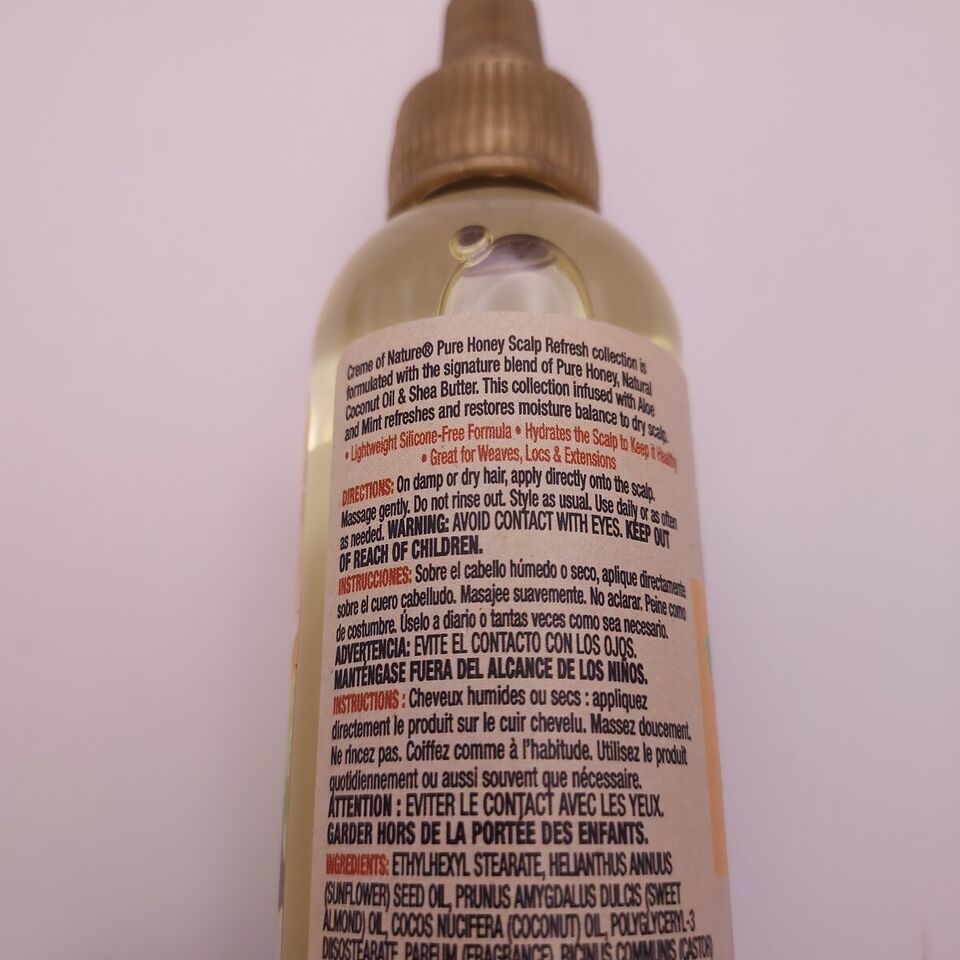 Creme of Nature® Pure Honey Scalp Refresh collection is
formulated with the signature blend of Pure Honey, Natural
Coconut Oil & Shea Butter. This collection infused with Aloe
and Mint refreshes and restores moisture balance to dry scalp.
• Lightweight Silicone-Free Formula • Hydrates the Scalp to Keep it Healthy
• Great for Weaves, Locs & Extensions
DIRECTIONS: On damp or dry hair, apply directly onto the scalp.
Massage gently. Do not rinse out. Style as usual. Use daily or as often
as needed. WARNING: AVOID CONTACT WITH EYES. KEEP OUT
OF REACH OF CHILDREN.
INSTRUCCIONES: Sobre el cabello húmedo o seco, aplique directamente
sobre el cuero cabelludo. Masajee suavemente. No aclarar. Peine como
de costumbre. Úselo a diario o tantas veces como sea necesario.
ADVERTENCIA: EVITE EL CONTACTO CON LOS OJOS.
MANTÉNGASE FUERA DEL ALCANCE DE LOS NIÑOS.
INSTRUCTIONS : Cheveux humides ou secs : appliquez
directement le produit sur le cuir chevelu. Massez doucement.
Ne rincez pas. Coiffez comme à l'habitude. Utilisez le produit
quotidiennement ou aussi souvent que nécessaire.
ATTENTION : EVITER LE CONTACT AVEC LES YEUX.
GARDER HORS DE LA PORTÉE DES ENFANTS.
INGREDIENTS: ETHYLHEXYL STEARATE, HELIANTHUS ANNUUS
(SUNFLOWER) SEED OIL, PRUNUS AMYGDALUS DULCIS (SWEET
ALMOND) OIL, COCOS NUCIFERA (COCONUT) OIL, POLYGLYCERYL-3
DIISOSTEARATE, PARFUM (FRAGRANCE), RICINUS COMMUNIS (CASTOR)